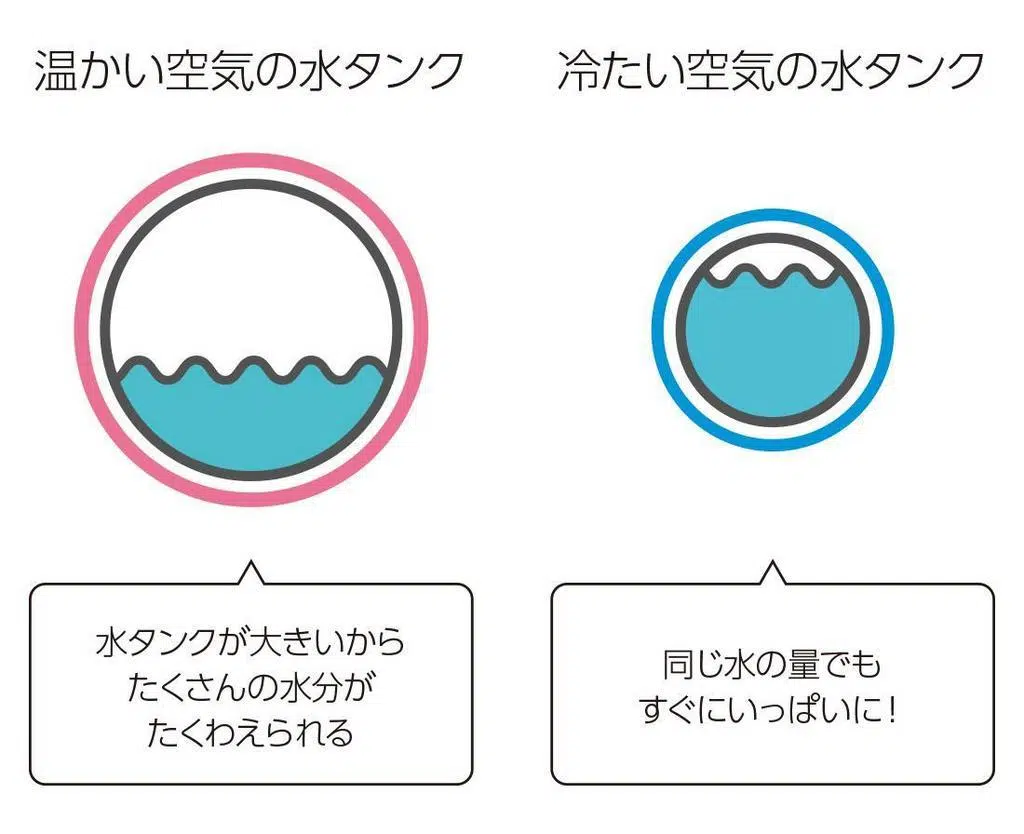 温かい空気の水タンク
冷たい空気の水タンク
水タンクが大きいから
たくさんの水分が
たくわえられる
同じ水の量でも
すぐにいっぱいに!